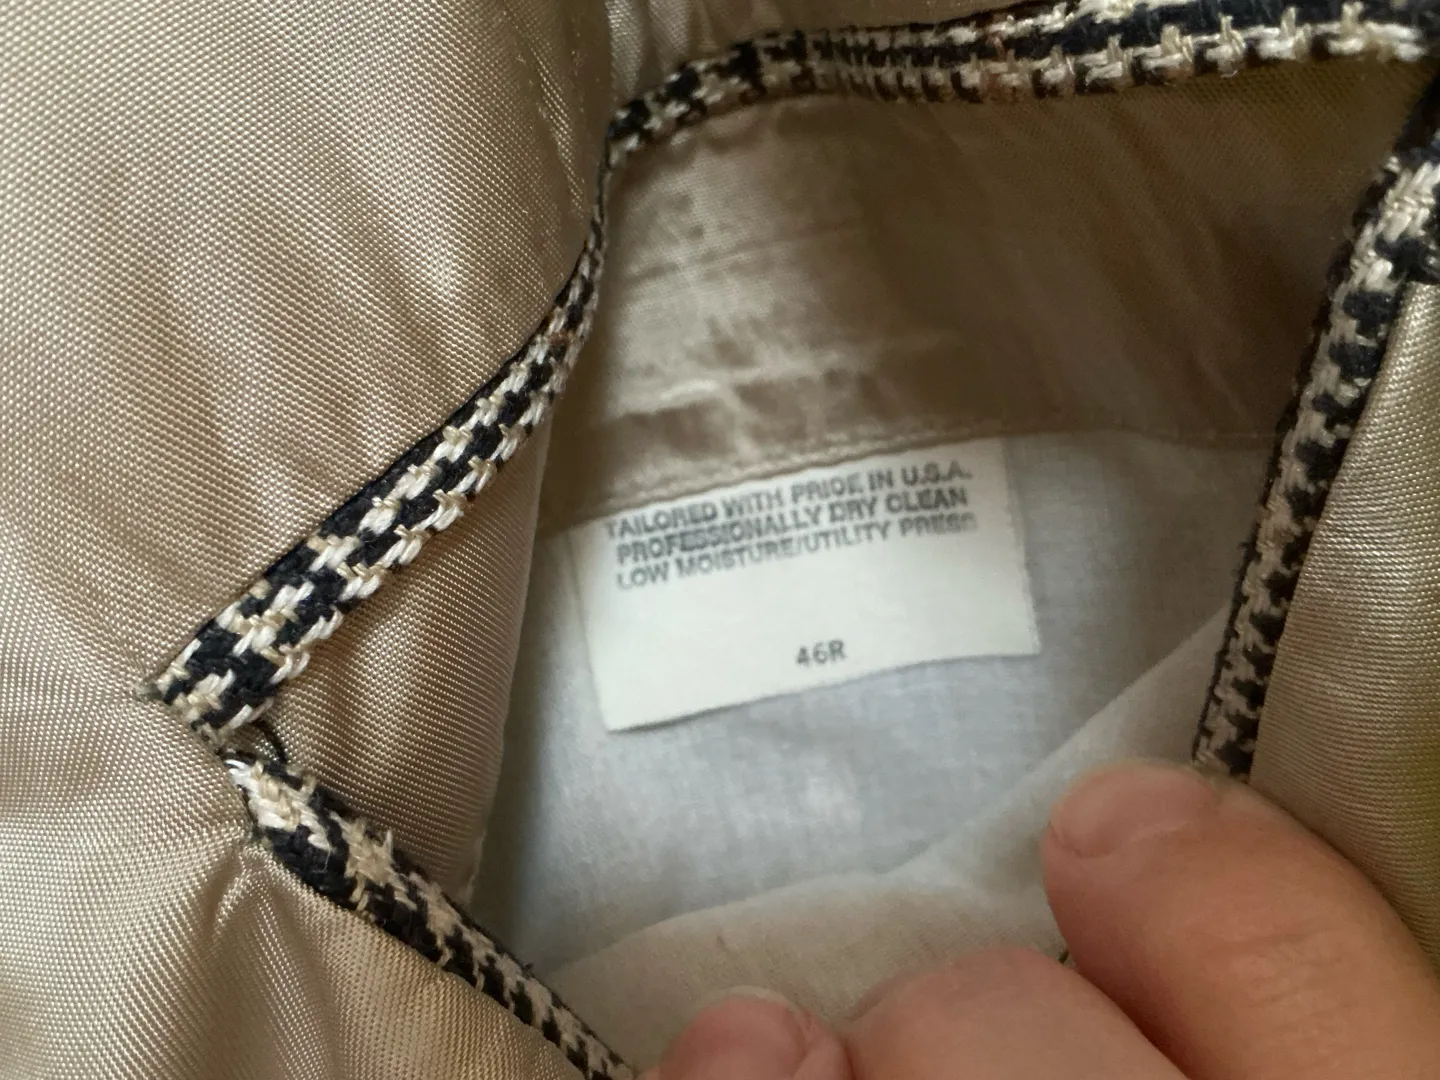 TAILORED WITH PRIDE IN U.S.A.
PROFESSIONALLY DRY CLEAN
LOW MOISTURE/UTILITY PRESS
46R